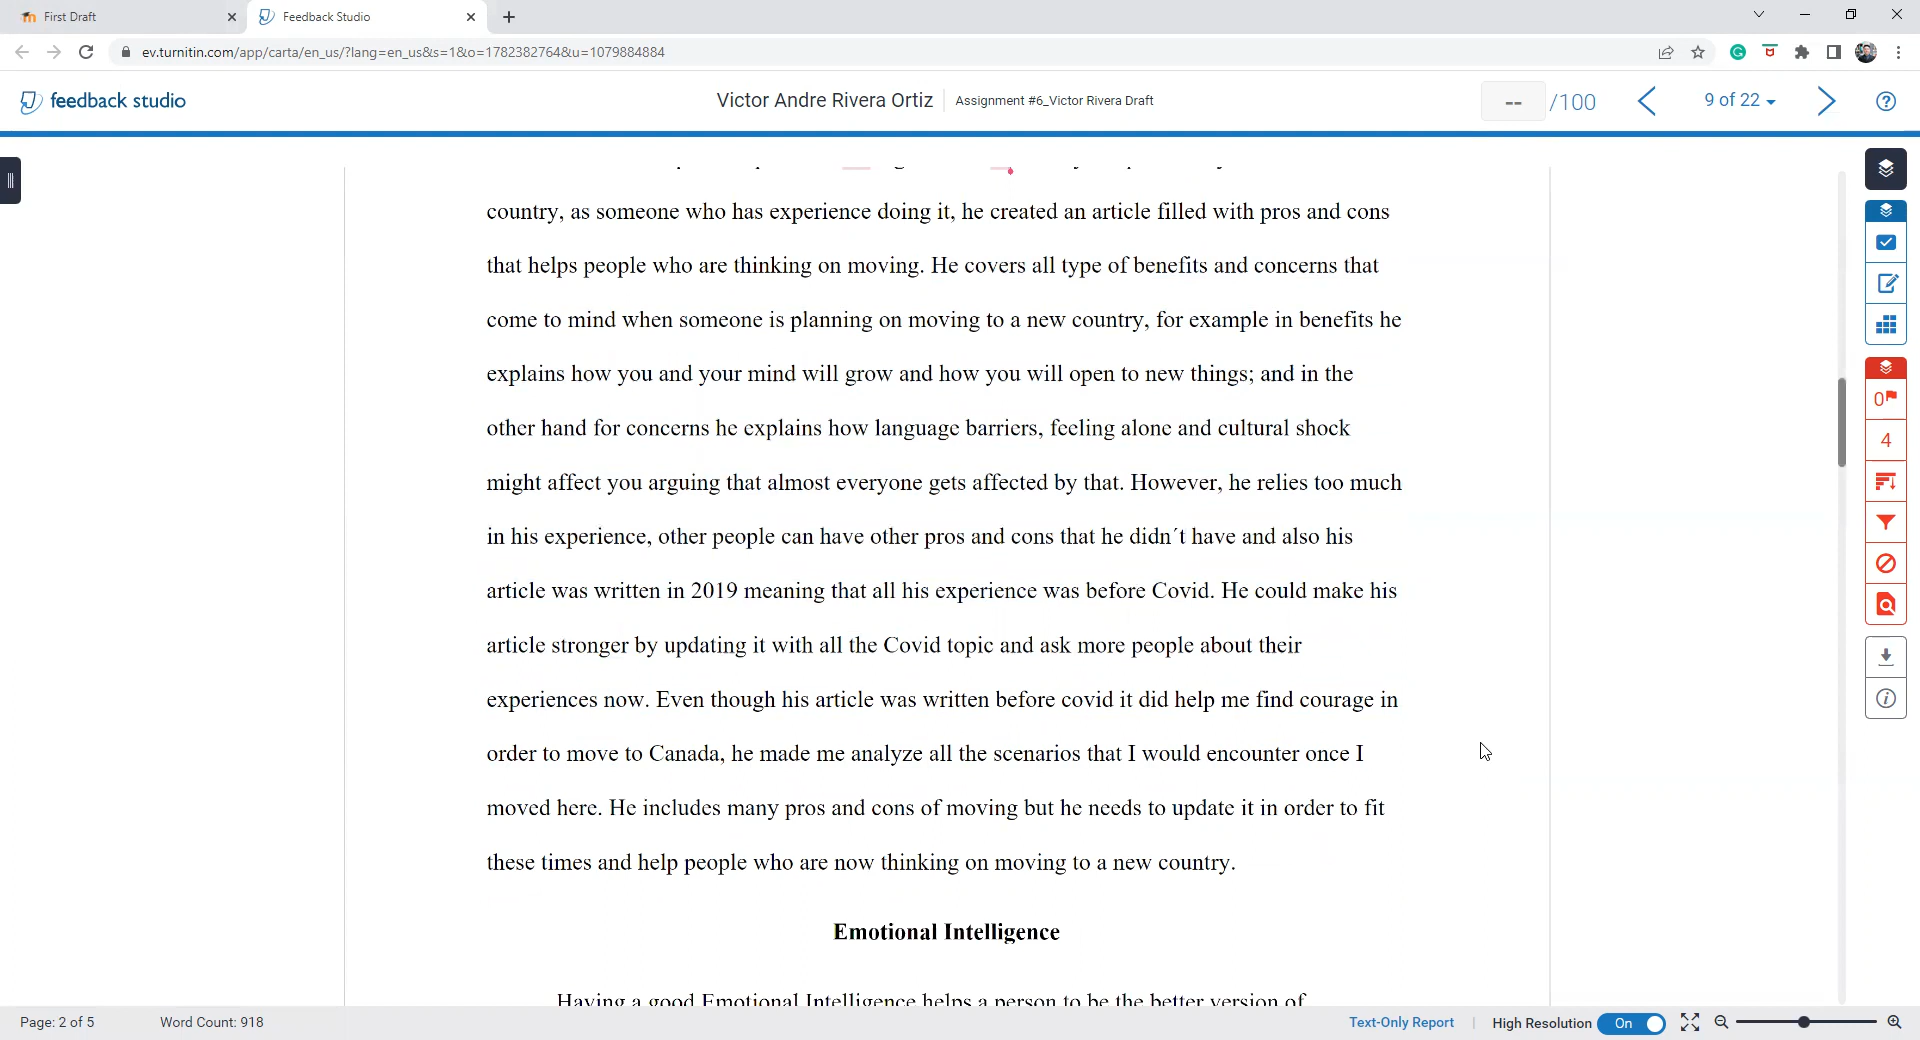 First Draft
Feedback Studio
ev.turnitin.com/app/carta/en_us/?lang=en_us&s=1&o=1782382764&u=1079884884
feedback studio
Victor Andre Rivera Ortiz
Assignment #6_Victor Rivera Draft
-- /100
9 of 22
country, as someone who has experience doing it, he created an article filled with pros and cons
that helps people who are thinking on moving. He covers all type of benefits and concerns that
come to mind when someone is planning on moving to a new country, for example in benefits he
explains how you and your mind will grow and how you will open to new things; and in the
other hand for concerns he explains how language barriers, feeling alone and cultural shock
might affect you arguing that almost everyone gets affected by that. However, he relies too much
in his experience, other people can have other pros and cons that he didn´t have and also his
article was written in 2019 meaning that all his experience was before Covid. He could make his
article stronger by updating it with all the Covid topic and ask more people about their
experiences now. Even though his article was written before covid it did help me find courage in
order to move to Canada, he made me analyze all the scenarios that I would encounter once I
moved here. He includes many pros and cons of moving but he needs to update it in order to fit
these times and help people who are now thinking on moving to a new country.
Emotional Intelligence
Having a good Emotional Intelligence helps a person to be the better version of
0
4
Page: 2 of 5
Word Count: 918
Text-Only Report
High Resolution
On